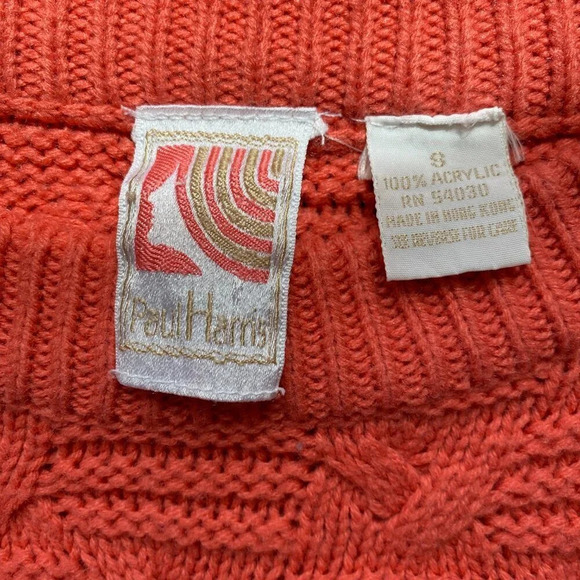 Paul Harris
S
100% ACRYLIC
RN 54030
MADE IN HONG KONG
SEE REVERSE FOR CARE